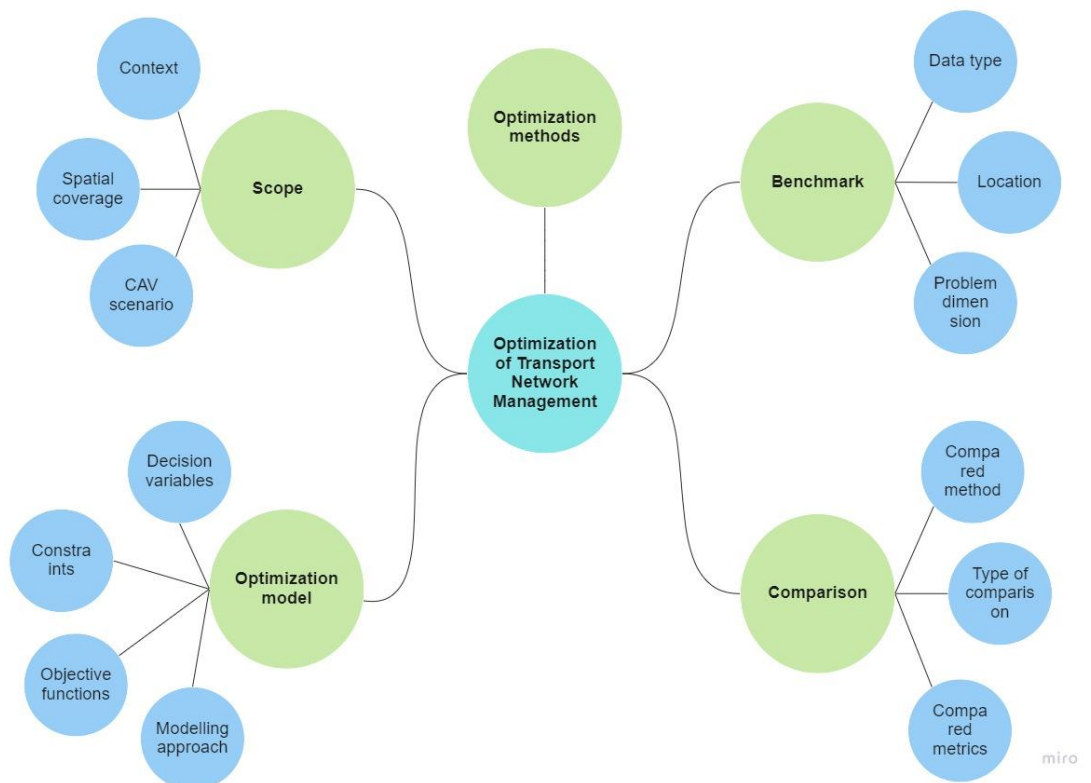 Context
Spatial
coverage
CAV
scenario
Scope
Optimization
methods
Data type
Location
Problem
dimen
sion
Benchmark
Optimization
of Transport
Network
Management
Decision
variables
Constra
ints
Objective
functions
Modelling
approach
Optimization
model
Compa
red
method
Type of
comparis
on
Compa
red
metrics
Comparison
miro